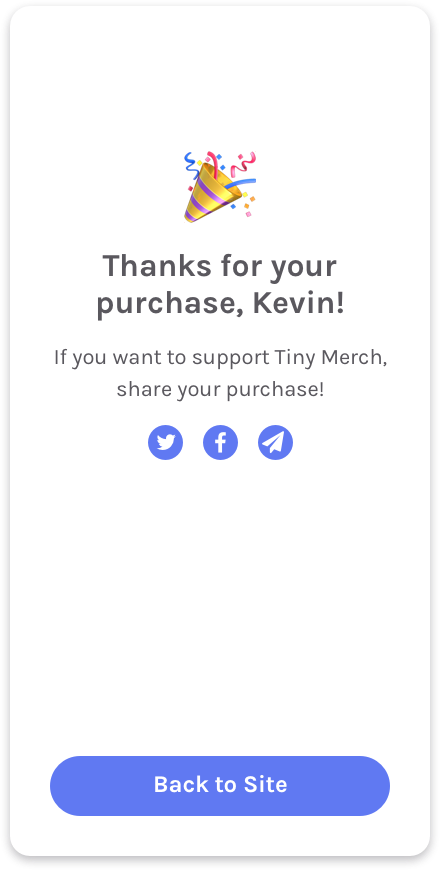 Thanks for your
purchase, Kevin!
If you want to support Tiny Merch,
share your purchase!
Back to Site